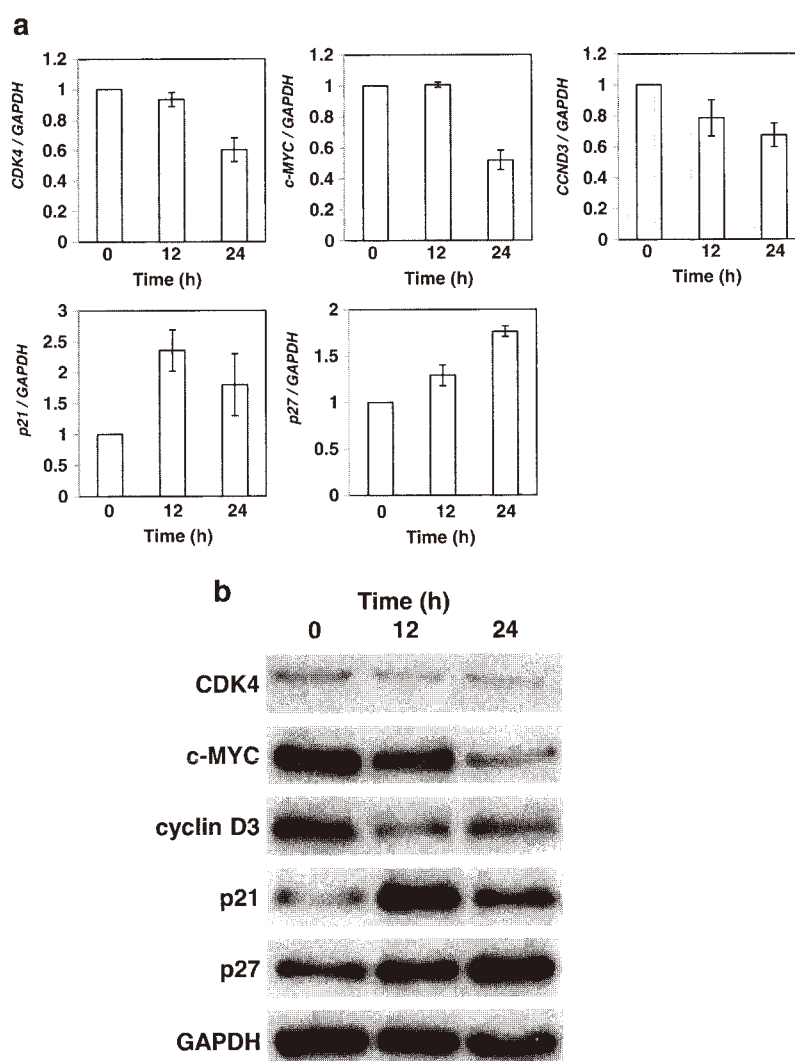 a
CDK4 / GAPDH
1.2
1
0.8
0.6
0.4
0.2
0
0 12 24
Time (h)
c-MYC / GAPDH
1.2
1
0.8
0.6
0.4
0.2
0
0 12 24
Time (h)
CCND3 / GAPDH
1.2
1
0.8
0.6
0.4
0.2
0
0 12 24
Time (h)
p21 / GAPDH
3
2.5
2
1.5
1
0.5
0
0 12 24
Time (h)
p27 / GAPDH
2
1.5
1
0.5
0
0 12 24
Time (h)
b
Time (h)
0 12 24
CDK4
c-MYC
cyclin D3
p21
p27
GAPDH